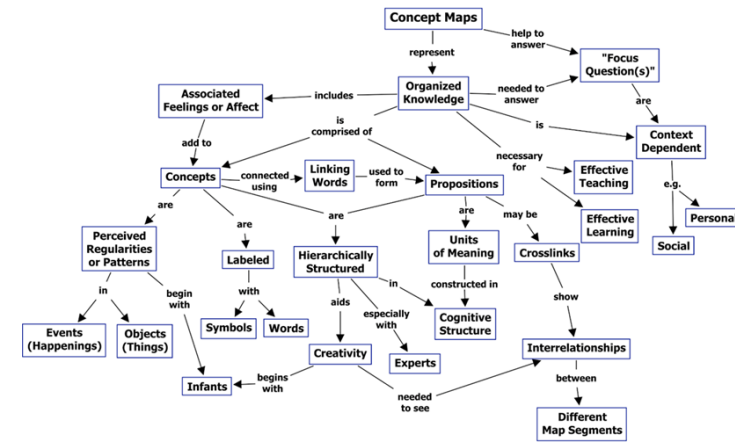 Concept Maps
help to
answer
represent
"Focus
Question(s)"
Associated
Feelings or Affect
includes
Organized
Knowledge
needed to
answer
are
is
comprised of
is
Context
Dependent
add to
necessary
for
Effective
Teaching
Concepts
connected
using
Linking
Words
used to
form
Propositions
e.g.
Personal
are
are
are
are
may be
Effective
Learning
Social
Perceived
Regularities
or Patterns
Labeled
Hierarchically
Structured
Units
of Meaning
Crosslinks
in
begin
with
with
aids
in
constructed in
show
Events
(Happenings)
Objects
(Things)
Symbols
Words
especially
with
Cognitive
Structure
Creativity
Experts
Interrelationships
Infants
begins
with
needed
to see
between
Different
Map Segments